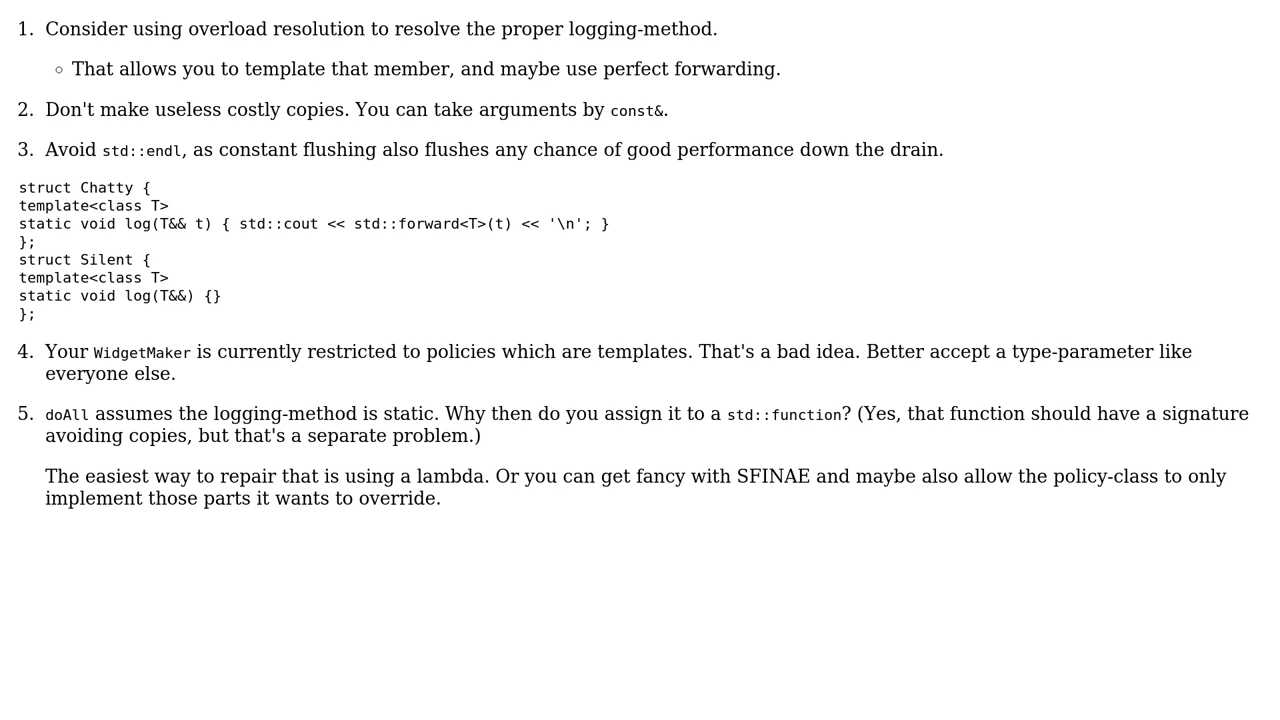 1. Consider using overload resolution to resolve the proper logging-method.
◦ That allows you to template that member, and maybe use perfect forwarding.
2. Don't make useless costly copies. You can take arguments by const&.
3. Avoid std::endl, as constant flushing also flushes any chance of good performance down the drain.
struct Chatty {
template<class T>
static void log(T&& t) { std::cout << std::forward<T>(t) << '\n'; }
};
struct Silent {
template<class T>
static void log(T&&) {}
};
4. Your WidgetMaker is currently restricted to policies which are templates. That's a bad idea. Better accept a type-parameter like
everyone else.
5. doAll assumes the logging-method is static. Why then do you assign it to a std::function? (Yes, that function should have a signature
avoiding copies, but that's a separate problem.)
The easiest way to repair that is using a lambda. Or you can get fancy with SFINAE and maybe also allow the policy-class to only
implement those parts it wants to override.